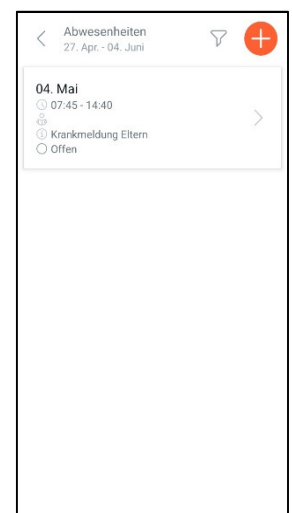 Abwesenheiten
27. Apr. - 04. Juni
04. Mai
07:45 - 14:40
Krankmeldung Eltern
Offen